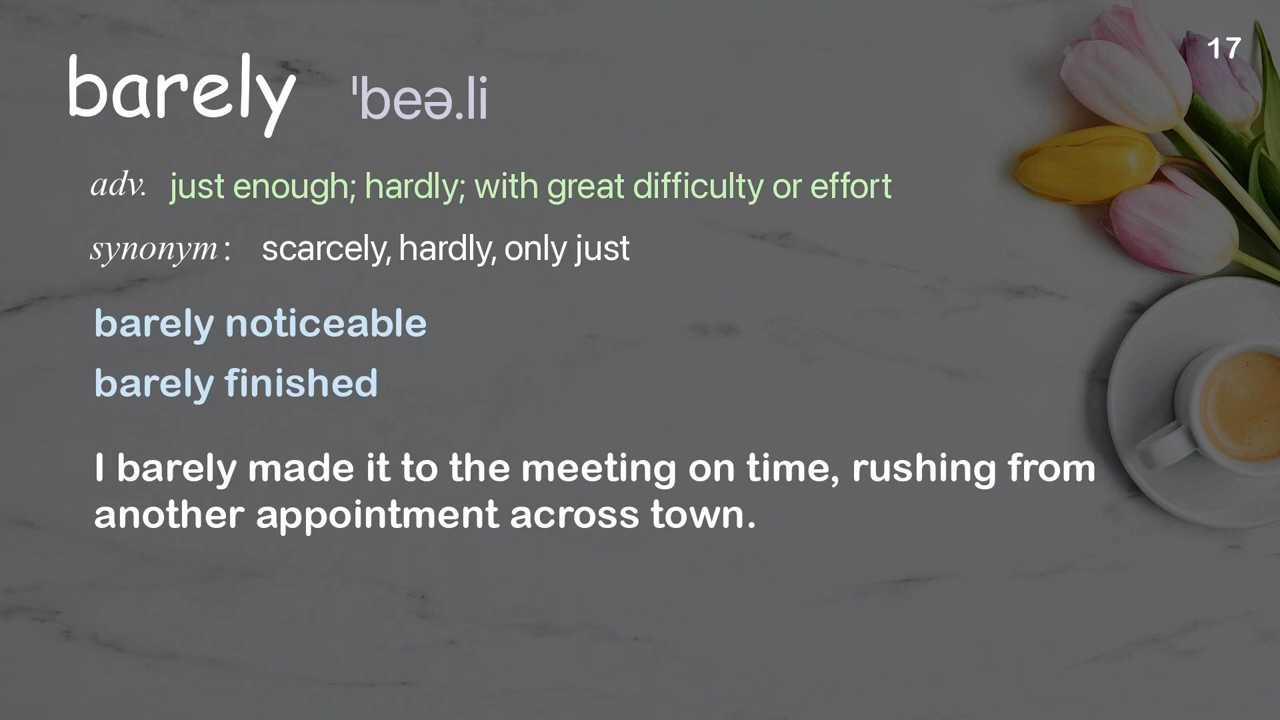 17
barely ˈbeə.li
adv. just enough; hardly; with great difficulty or effort
synonym: scarcely, hardly, only just
barely noticeable
barely finished
I barely made it to the meeting on time, rushing from
another appointment across town.